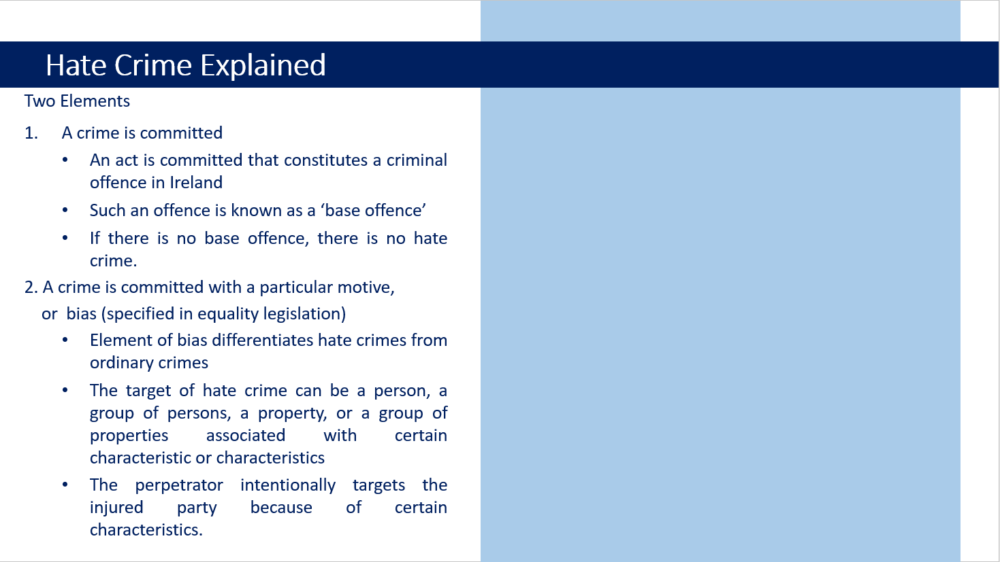 Hate Crime Explained
Two Elements
1. A crime is committed
• An act is committed that constitutes a criminal
offence in Ireland
• Such an offence is known as a ‘base offence’
• If there is no base offence, there is no hate
crime.
2. A crime is committed with a particular motive,
or bias (specified in equality legislation)
• Element of bias differentiates hate crimes from
ordinary crimes
• The target of hate crime can be a person, a
group of persons, a property, or a group of
properties associated with certain
characteristic or characteristics
• The perpetrator intentionally targets the
injured party because of certain
characteristics.